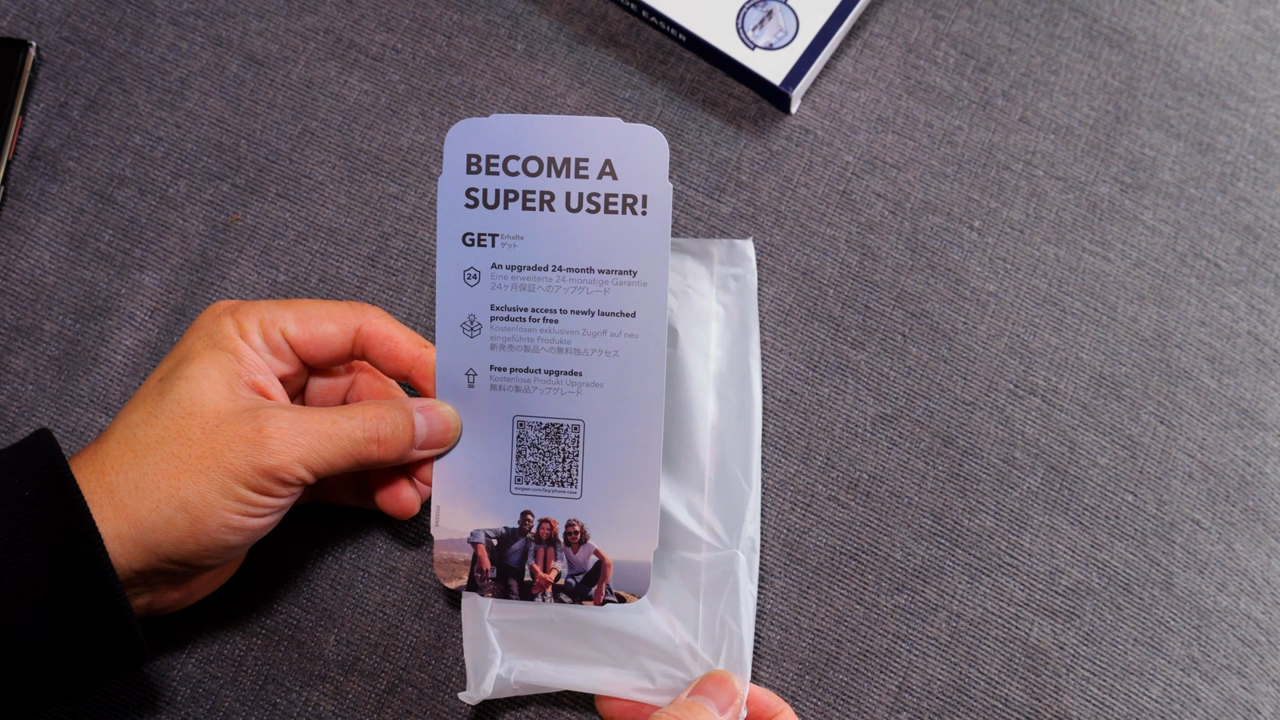 DE EASIER
BECOME A
SUPER USER!
GET Erhalte
ゲット
24
An upgraded 24-month warranty
Eine erweiterte 24-monatige Garantie
24ヶ月保証へのアップグレード
Exclusive access to newly launched
products for free
Kostenlosen exklusiven Zugriff auf neu
eingeführte Produkte
新発売の製品への無料独占アクセス
Free product upgrades
Kostenlose Produkt Upgrades
無料の製品アップグレード